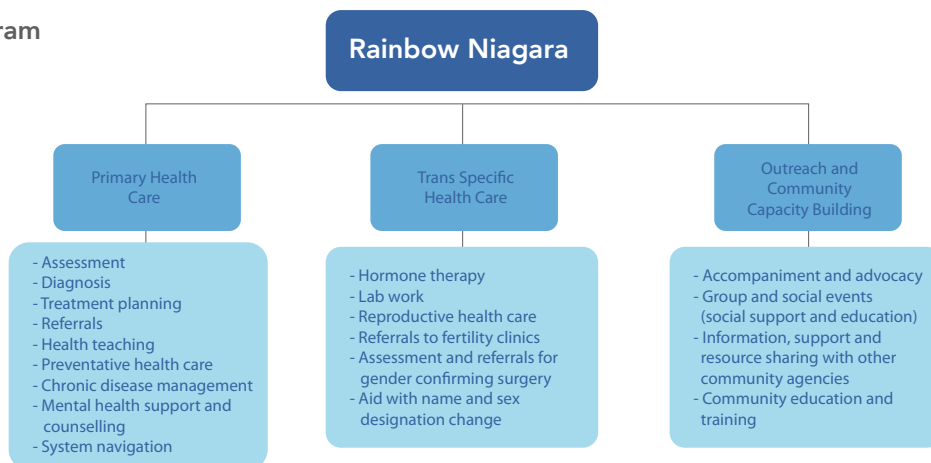 ram
Rainbow Niagara
Primary Health
Care
- Assessment
- Diagnosis
- Treatment planning
- Referrals
- Health teaching
- Preventative health care
- Chronic disease management
- Mental health support and
counselling
- System navigation
Trans Specific
Health Care
- Hormone therapy
- Lab work
- Reproductive health care
- Referrals to fertility clinics
- Assessment and referrals for
gender confirming surgery
- Aid with name and sex
designation change
Outreach and
Community
Capacity Building
- Accompaniment and advocacy
- Group and social events
(social support and education)
- Information, support and
resource sharing with other
community agencies
- Community education and
training